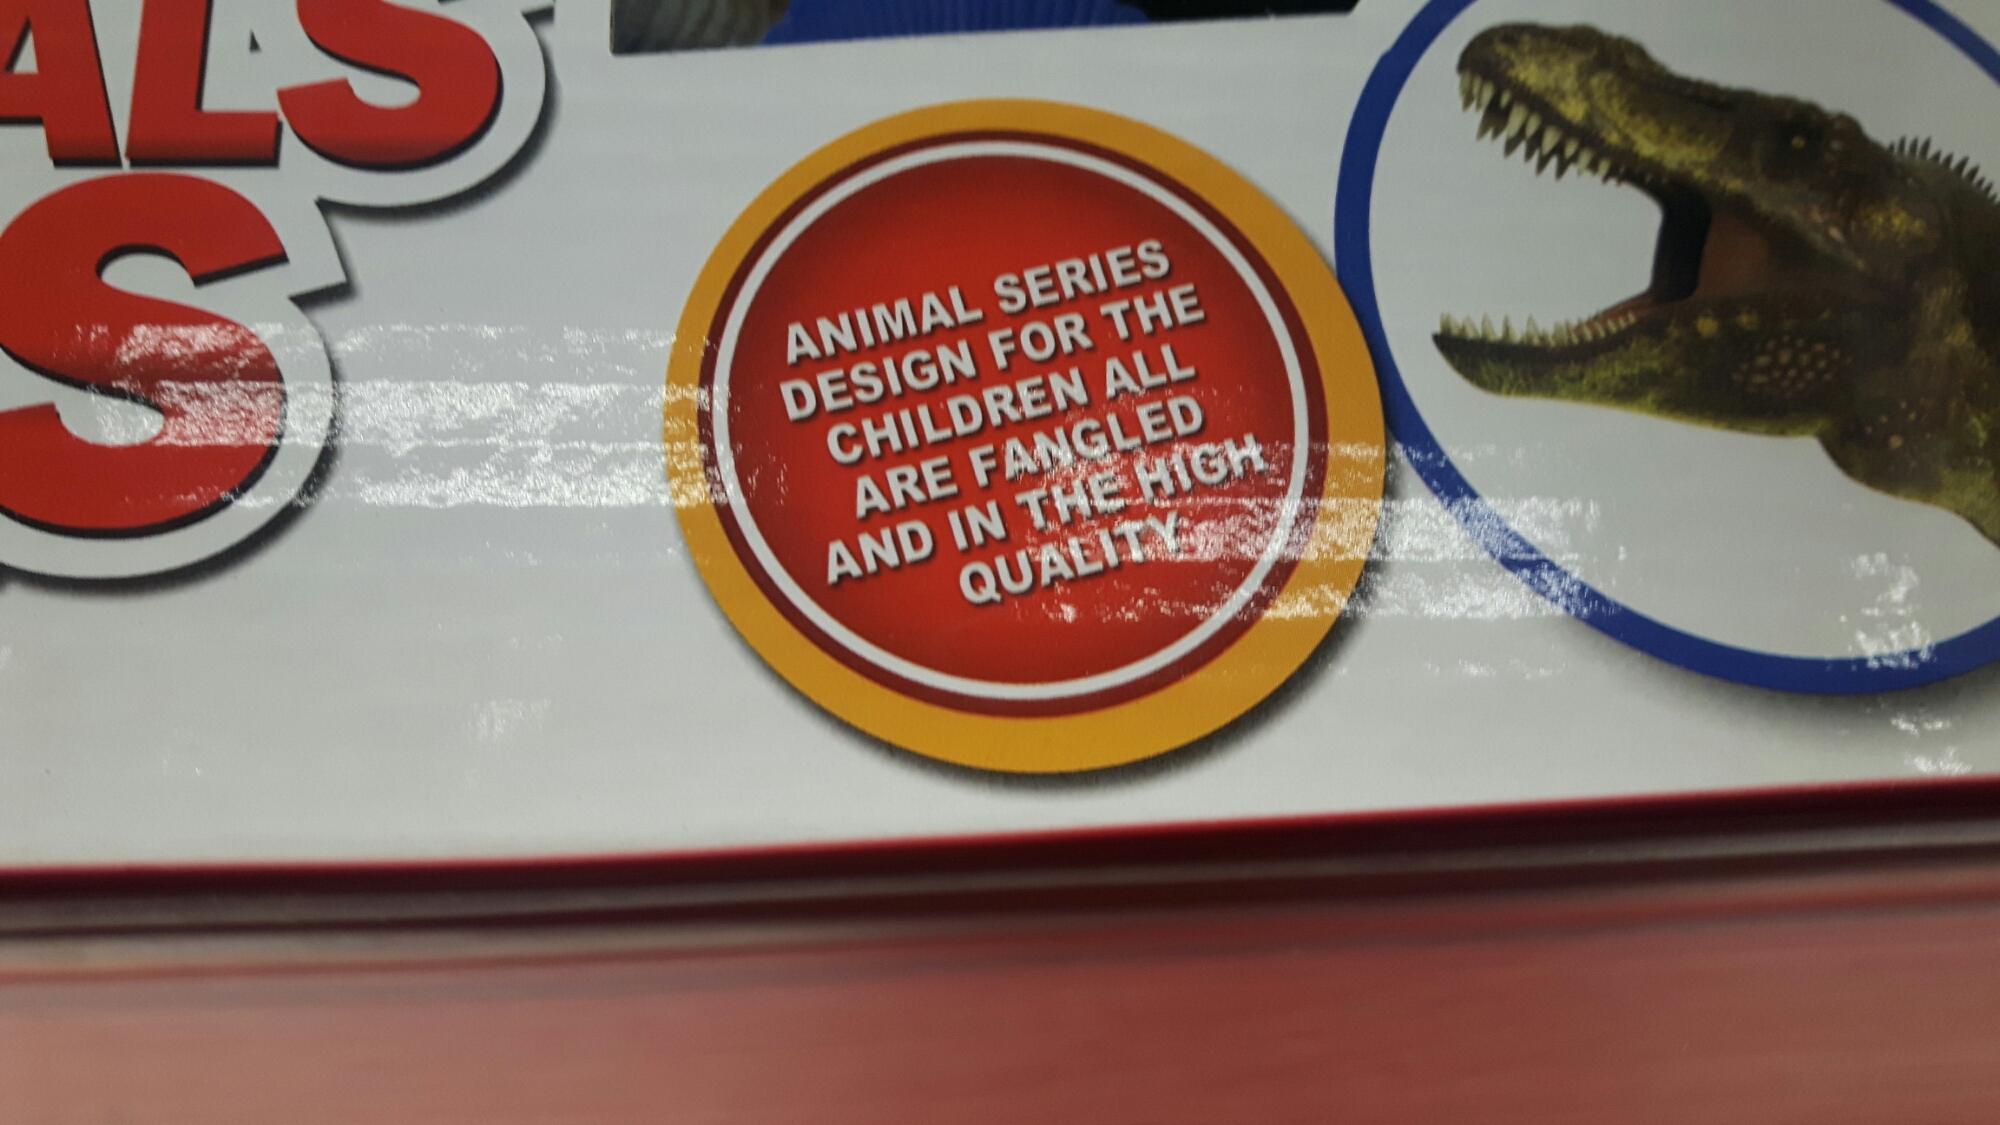 ALS
S
ANIMAL SERIES
DESIGN FOR THE
CHILDREN ALL
ARE FANGLED
AND IN THE HIGH
QUALITY